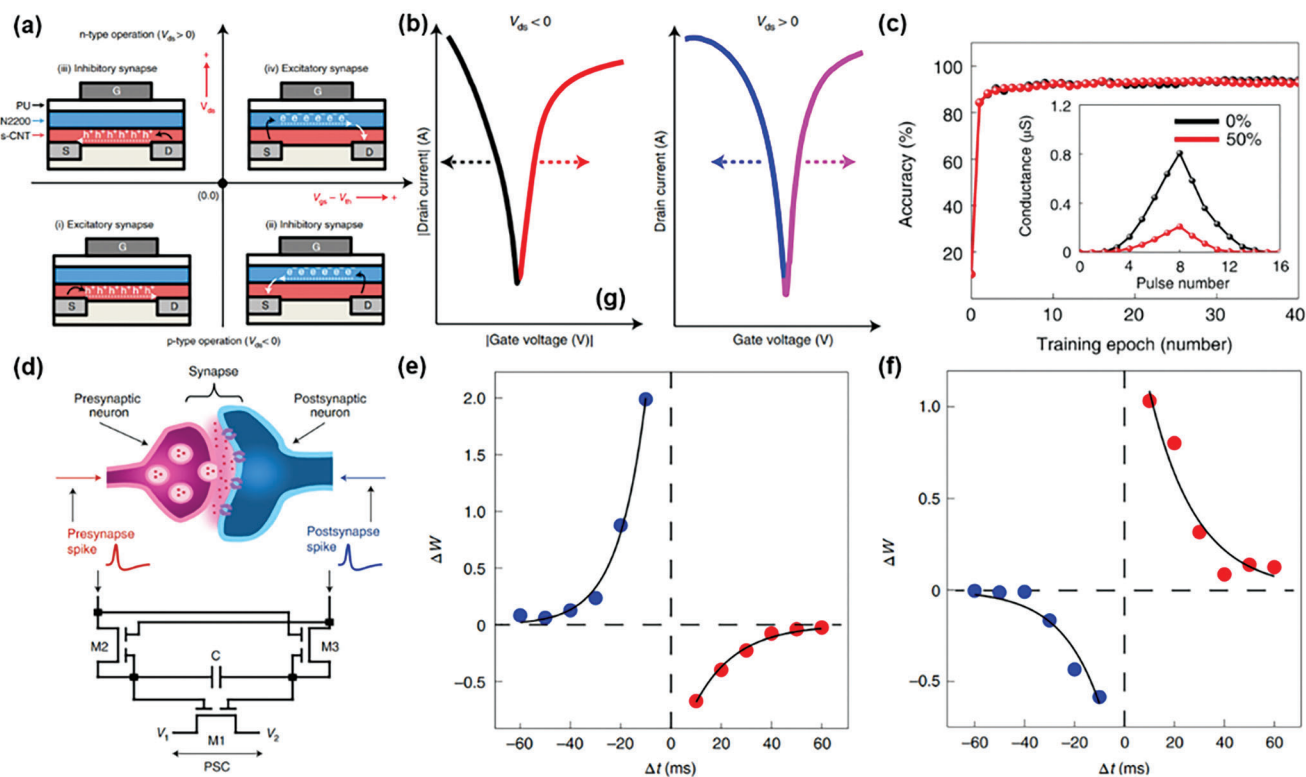 (a)
n-type operation (Vds > 0)
+
Vds
(iii) Inhibitory synapse
(iv) Excitatory synapse
G
G
PU
N2200
s-CNT
h⁺h⁺h⁺h⁺h⁺h⁺
e e e e e e
S
D
S
D
(0.0)
Vgs − Vth
+
(i) Excitatory synapse
(ii) Inhibitory synapse
G
G
h⁺h⁺h⁺h⁺h⁺h⁺
e e e e e e
S
D
S
D
p-type operation (Vds < 0)
(b)
Vds < 0
Vds > 0
|Drain current| (A)
Drain current (A)
(g)
|Gate voltage (V)|
Gate voltage (V)
(c)
Accuracy (%)
100
80
60
40
20
0
10
20
30
40
Training epoch (number)
Conductance (µS)
1.2
0.8
0.4
0
0
4
8
12
16
Pulse number
0%
50%
(d)
Synapse
Presynaptic
neuron
Postsynaptic
neuron
Presynapse
spike
Postsynapse
spike
M2
C
M3
V1
M1
V2
PSC
(e)
ΔW
2.0
1.5
1.0
0.5
0
−0.5
−60
−40
−20
0
20
40
60
Δt (ms)
(f)
ΔW
1.0
0.5
0
−0.5
−60
−40
−20
0
20
40
60
Δt (ms)